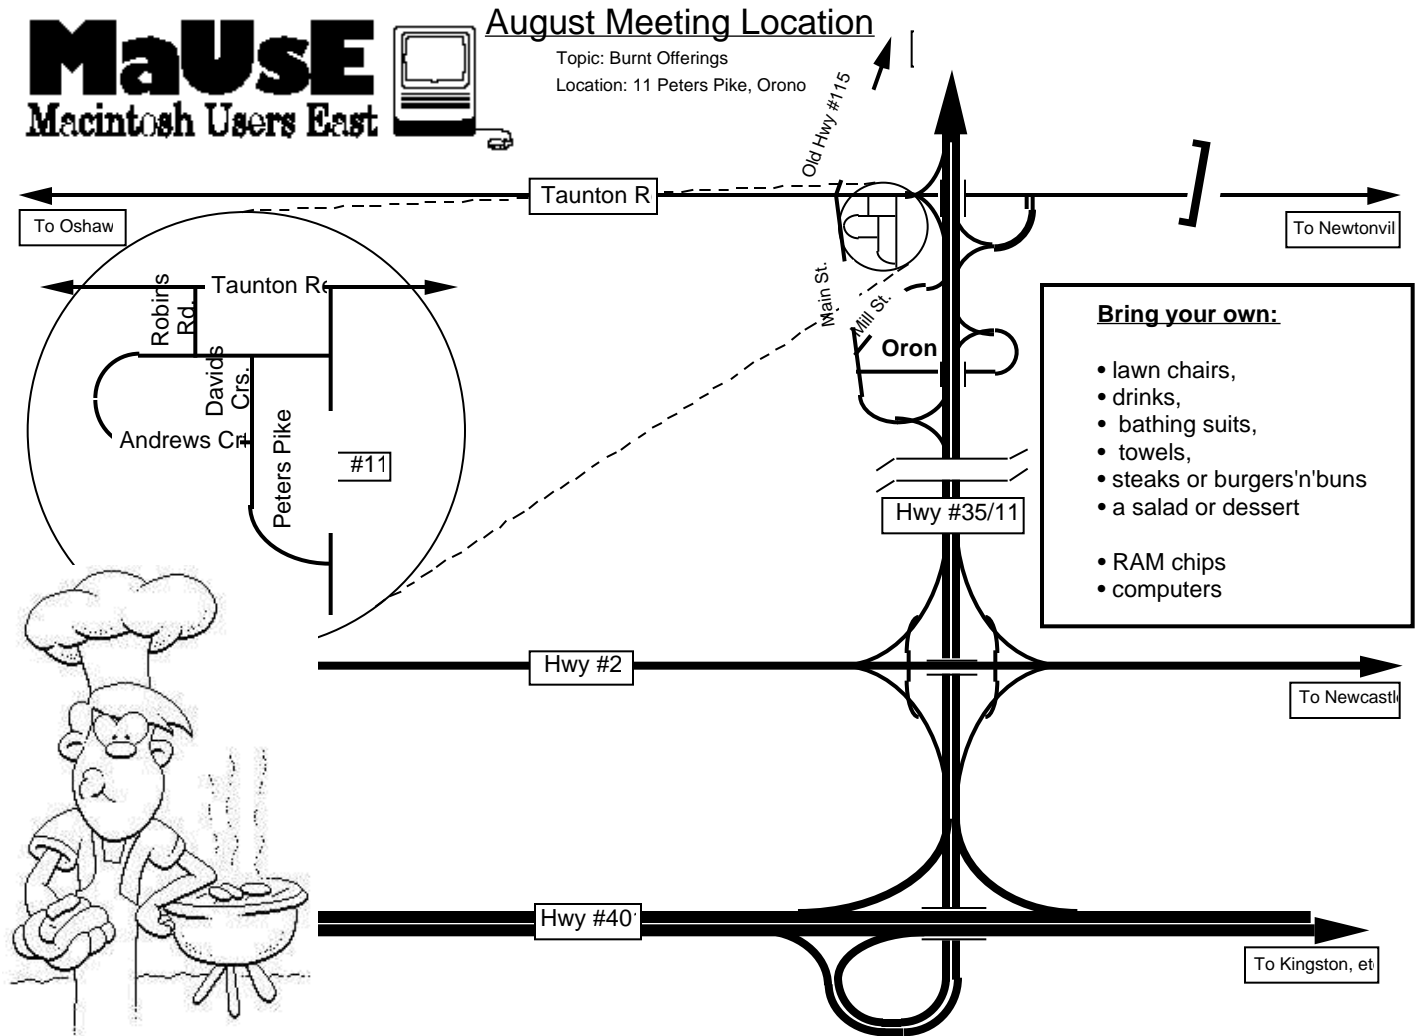 MaUsE
Macintosh Users East
August Meeting Location
Topic: Burnt Offerings
Location: 11 Peters Pike, Orono
Old Hwy #115
Taunton R
To Oshaw
To Newtonvil
Taunton R
Robins
Rd.
Davids
Crs.
Andrews Cr
Peters Pike
#11
Main St.
Mill St.
Oron
Hwy #35/11
Bring your own:
• lawn chairs,
• drinks,
• bathing suits,
• towels,
• steaks or burgers'n'buns
• a salad or dessert
• RAM chips
• computers
Hwy #2
To Newcastl
Hwy #40
To Kingston, et